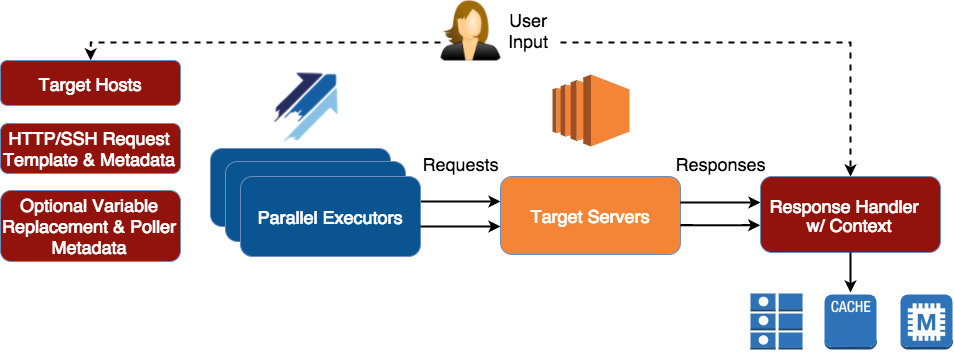 User
Input
Target Hosts
HTTP/SSH Request
Template & Metadata
Optional Variable
Replacement & Poller
Metadata
Parallel Executors
Requests
Target Servers
Responses
Response Handler
w/ Context
CACHE
M